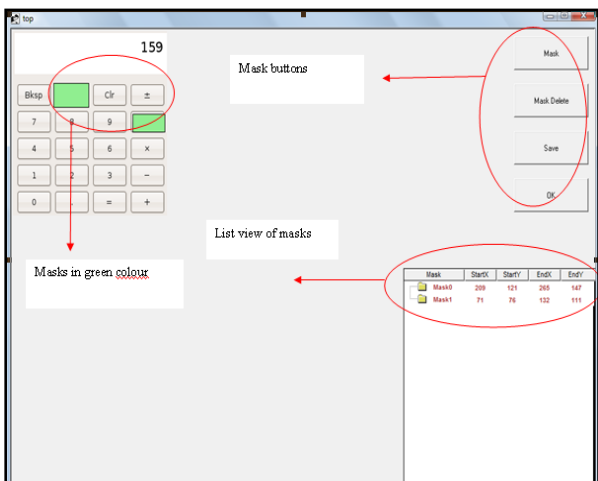 top
159
Mask buttons
Mask
Bksp Clr ±
Mask Delete
7 8 9
4 5 6 ×
Save
1 2 3 −
0 . = +
OK
List view of masks
Masks in green colour
Mask StartX StartY EndX EndY
Mask0 209 121 265 147
Mask1 71 76 132 111